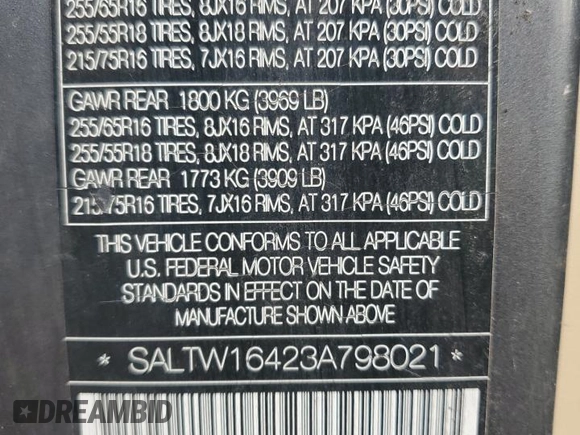 255/65R16 TIRES, 8JX16 RIMS, AT 207 KPA (30PSI) COLD
255/55R18 TIRES, 8JX18 RIMS, AT 207 KPA (30PSI) COLD
215/75R16 TIRES, 7JX16 RIMS, AT 207 KPA (30PSI) COLD
GAWR REAR 1800 KG (3969 LB)
255/65R16 TIRES, 8JX16 RIMS, AT 317 KPA (46PSI) COLD
255/55R18 TIRES, 8JX18 RIMS, AT 317 KPA (46PSI) COLD
GAWR REAR 1773 KG (3909 LB)
215/75R16 TIRES, 7JX16 RIMS, AT 317 KPA (46PSI) COLD
THIS VEHICLE CONFORMS TO ALL APPLICABLE
U.S. FEDERAL MOTOR VEHICLE SAFETY
STANDARDS IN EFFECT ON THE DATE OF
MANUFACTURE SHOWN ABOVE
* SALTW16423A798021 *
DREAMBID